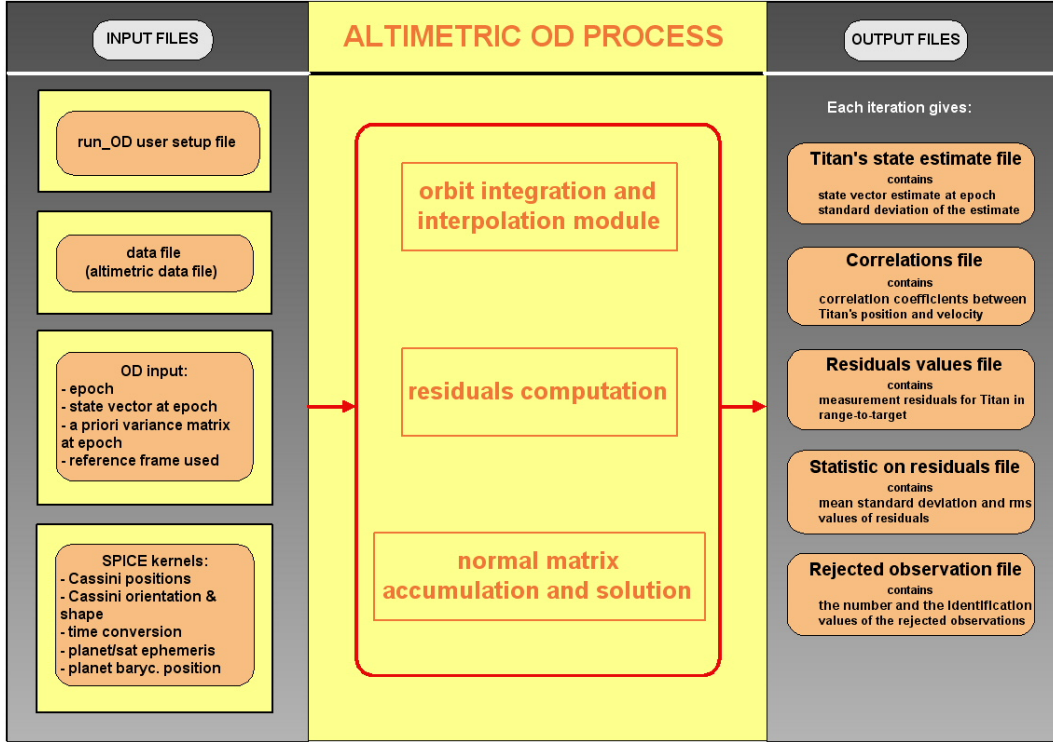 INPUT FILES
run_OD user setup file
data file
(altimetric data file)
OD input:
- epoch
- state vector at epoch
- a priori variance matrix
at epoch
- reference frame used
SPICE kernels:
- Cassini positions
- Cassini orientation &
shape
- time conversion
- planet/sat ephemeris
- planet baryc. position
ALTIMETRIC OD PROCESS
orbit integration and
interpolation module
residuals computation
normal matrix
accumulation and solution
OUTPUT FILES
Each iteration gives:
Titan's state estimate file
contains
state vector estimate at epoch
standard deviation of the estimate
Correlations file
contains
correlation coefficients between
Titan's position and velocity
Residuals values file
contains
measurement residuals for Titan in
range-to-target
Statistic on residuals file
contains
mean standard deviation and rms
values of residuals
Rejected observation file
contains
the number and the identification
values of the rejected observations